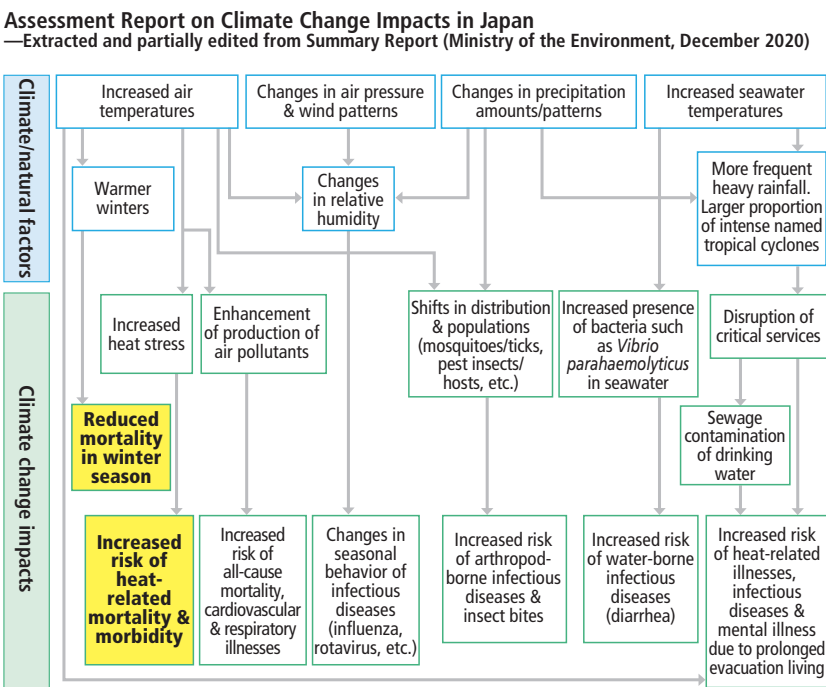 Assessment Report on Climate Change Impacts in Japan
—Extracted and partially edited from Summary Report (Ministry of the Environment, December 2020)
Climate/natural factors
Increased air
temperatures
Changes in air pressure
& wind patterns
Changes in precipitation
amounts/patterns
Increased seawater
temperatures
Warmer
winters
Changes
in relative
humidity
More frequent
heavy rainfall.
Larger proportion
of intense named
tropical cyclones
Climate change impacts
Increased
heat stress
Enhancement
of production of
air pollutants
Shifts in distribution
& populations
(mosquitoes/ticks,
pest insects/
hosts, etc.)
Increased presence
of bacteria such
as Vibrio
parahaemolyticus
in seawater
Disruption of
critical services
Reduced
mortality
in winter
season
Sewage
contamination
of drinking
water
Increased
risk of
heat-
related
mortality &
morbidity
Increased
risk of
all-cause
mortality,
cardiovascular
& respiratory
illnesses
Changes in
seasonal
behavior of
infectious
diseases
(influenza,
rotavirus, etc.)
Increased risk
of arthropod-
borne infectious
diseases &
insect bites
Increased risk
of water-borne
infectious
diseases
(diarrhea)
Increased risk
of heat-related
illnesses,
infectious
diseases &
mental illness
due to prolonged
evacuation living